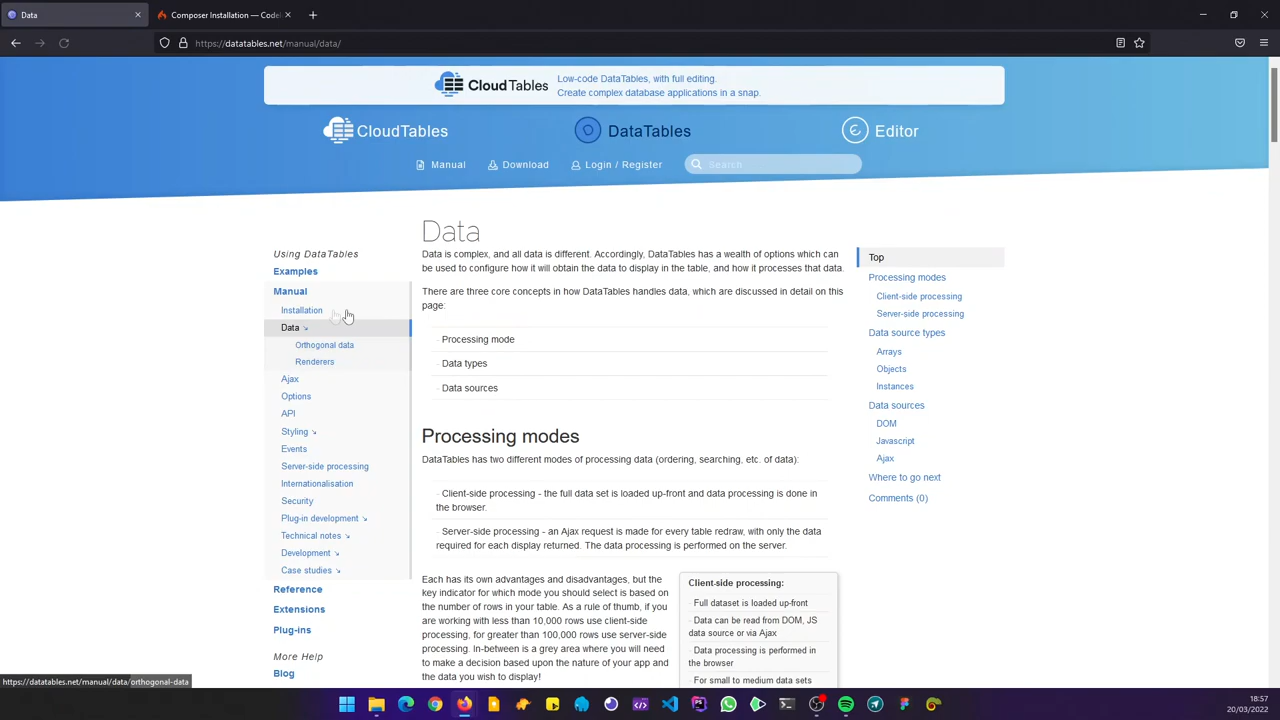 Data
Composer Installation — CodeI
https://datatables.net/manual/data/
CloudTables
Low-code DataTables, with full editing.
Create complex database applications in a snap.
CloudTables
DataTables
Editor
Manual
Download
Login / Register
Search
Using DataTables
Examples
Manual
Installation
Data
Orthogonal data
Renderers
Ajax
Options
API
Styling
Events
Server-side processing
Internationalisation
Security
Plug-in development
Technical notes
Development
Case studies
Reference
Extensions
Plug-ins
More Help
Blog
Data
Data is complex, and all data is different. Accordingly, DataTables has a wealth of options which can
be used to configure how it will obtain the data to display in the table, and how it processes that data.
There are three core concepts in how DataTables handles data, which are discussed in detail on this
page:
Processing mode
Data types
Data sources
Processing modes
DataTables has two different modes of processing data (ordering, searching, etc. of data):
Client-side processing - the full data set is loaded up-front and data processing is done in
the browser.
Server-side processing - an Ajax request is made for every table redraw, with only the data
required for each display returned. The data processing is performed on the server.
Each has its own advantages and disadvantages, but the
key indicator for which mode you should select is based on
the number of rows in your table. As a rule of thumb, if you
are working with less than 10,000 rows use client-side
processing, for greater than 100,000 rows use server-side
processing. In-between is a grey area where you will need
to make a decision based upon the nature of your app and
the data you wish to display!
Client-side processing:
Full dataset is loaded up-front
Data can be read from DOM, JS
data source or via Ajax
Data processing is performed in
the browser
For small to medium data sets
Top
Processing modes
Client-side processing
Server-side processing
Data source types
Arrays
Objects
Instances
Data sources
DOM
Javascript
Ajax
Where to go next
Comments (0)
https://datatables.net/manual/data/orthogonal-data
18:57
20/03/2022